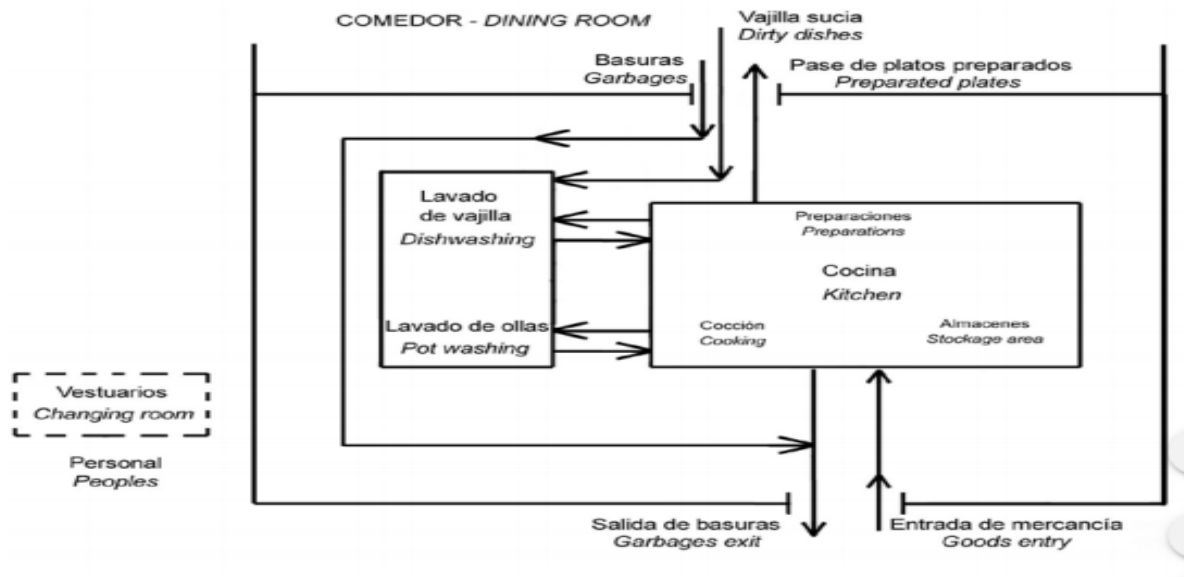 COMEDOR - DINING ROOM
Vajilla sucia
Dirty dishes
Basuras
Garbages
Pase de platos preparados
Preparated plates
Lavado
de vajilla
Dishwashing
Preparaciones
Preparations
Cocina
Kitchen
Lavado de ollas
Pot washing
Cocción
Cooking
Almacenes
Stockage area
Vestuarios
Changing room
Personal
Peoples
Salida de basuras
Garbages exit
Entrada de mercancía
Goods entry